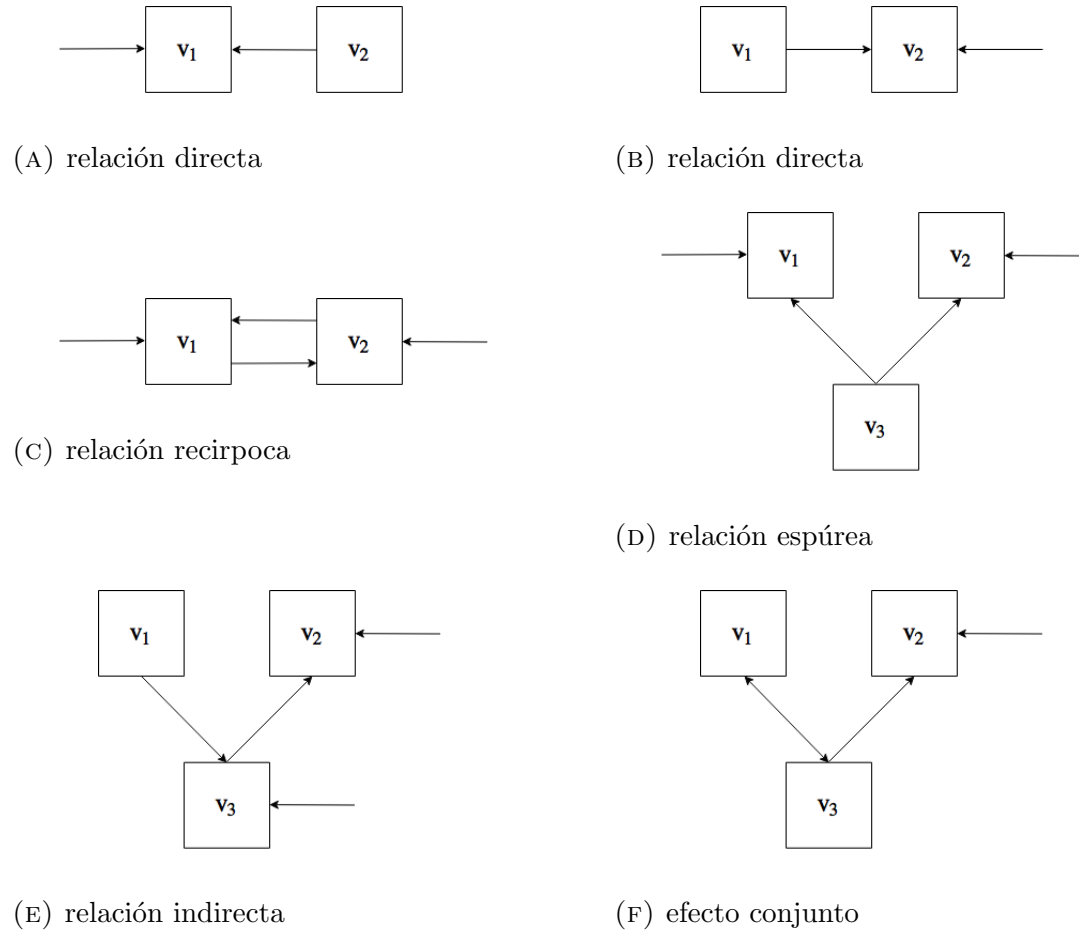 v₁ v₂
(A) relación directa
v₁ v₂
(B) relación directa
v₁ v₂
(C) relación recirpoca
v₁ v₂
v₃
(D) relación espúrea
v₁ v₂
v₃
(E) relación indirecta
v₁ v₂
v₃
(F) efecto conjunto